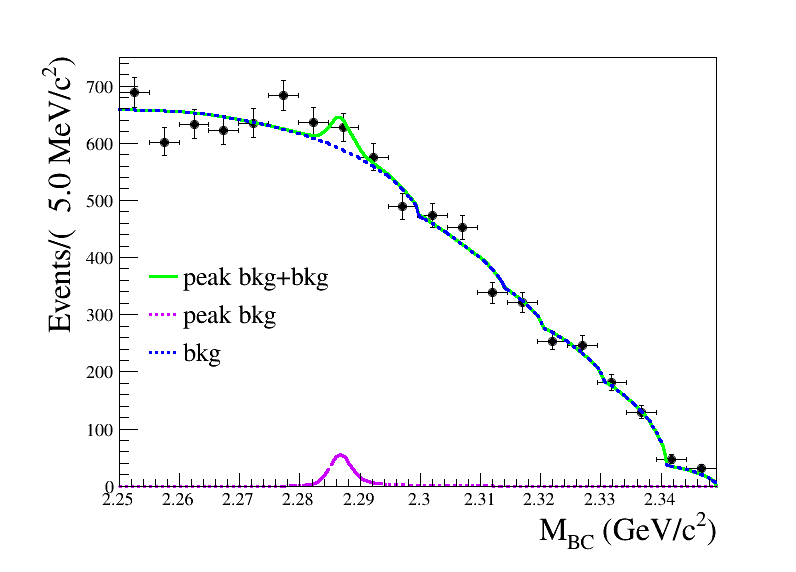 Events/( 5.0 MeV/c²)
700
600
500
400
300
200
100
0
peak bkg+bkg
peak bkg
bkg
2.25 2.26 2.27 2.28 2.29 2.3 2.31 2.32 2.33 2.34
M_BC (GeV/c²)